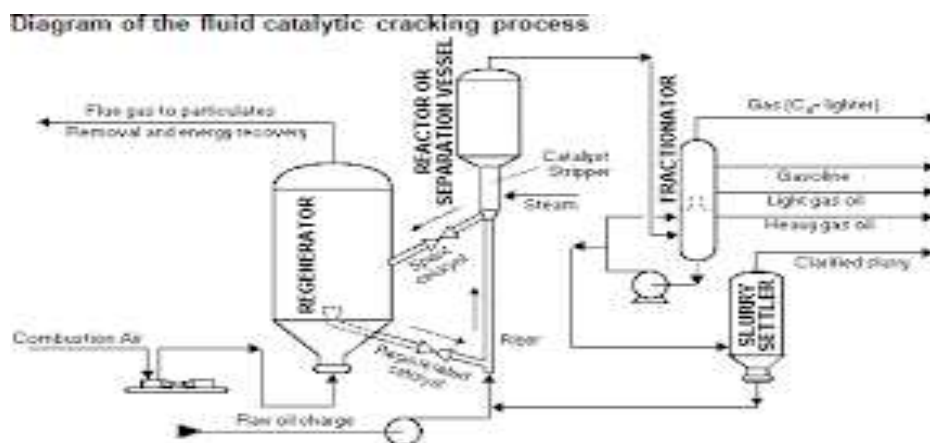 Diagram of the fluid catalytic cracking process
REACTOR OR
SEPARATION VESSEL
Flue gas to particulates
Removal and energy recovery
FRACTIONATOR
Gas (C₄- lighter)
Catalyst
Stripper
Gasoline
Steam
Light gas oil
Heavy gas oil
REGENERATOR
Spent
catalyst
Clarified slurry
SLURRY
SETTLER
Combustion Air
Riser
Regenerated
catalyst
Raw oil charge